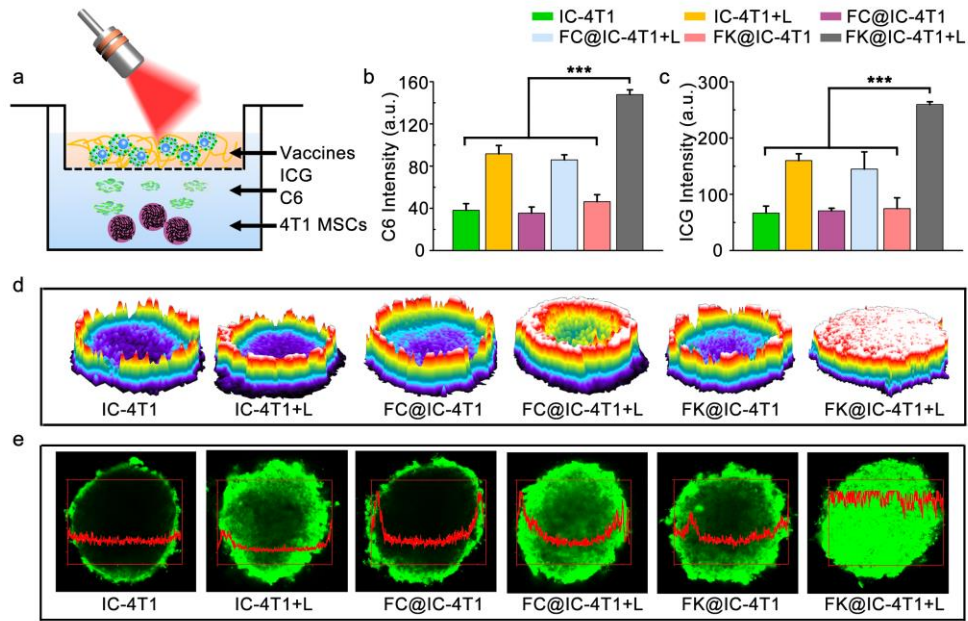 IC-4T1 IC-4T1+L FC@IC-4T1
FC@IC-4T1+L FK@IC-4T1 FK@IC-4T1+L
a
Vaccines
ICG
C6
4T1 MSCs
b
C6 Intensity (a.u.)
160
120
80
40
0
***
c
ICG Intensity (a.u.)
300
200
100
0
***
d
IC-4T1 IC-4T1+L FC@IC-4T1 FC@IC-4T1+L FK@IC-4T1 FK@IC-4T1+L
e
IC-4T1 IC-4T1+L FC@IC-4T1 FC@IC-4T1+L FK@IC-4T1 FK@IC-4T1+L